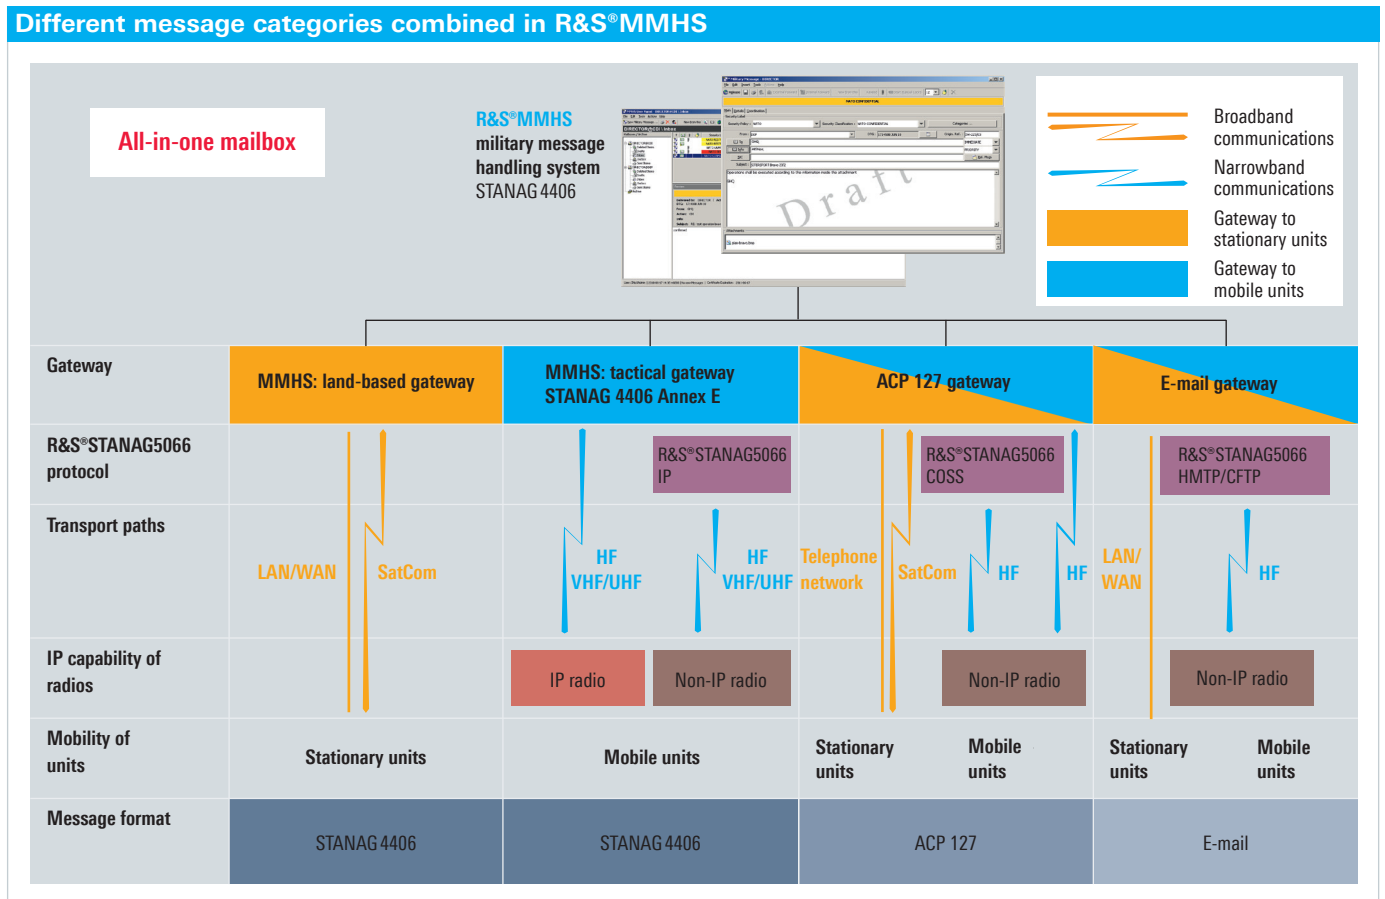 Different message categories combined in R&S®MMHS
All-in-one mailbox
R&S®MMHS
military message
handling system
STANAG 4406
NATO CONFIDENTIAL
Draft
Broadband
communications
Narrowband
communications
Gateway to
stationary units
Gateway to
mobile units
Gateway
MMHS: land-based gateway
MMHS: tactical gateway
STANAG 4406 Annex E
ACP 127 gateway
E-mail gateway
R&S®STANAG5066
protocol
R&S®STANAG5066
IP
R&S®STANAG5066
COSS
R&S®STANAG5066
HMTP/CFTP
Transport paths
LAN/WAN
SatCom
HF
VHF/UHF
HF
VHF/UHF
Telephone
network
SatCom
HF
HF
LAN/
WAN
HF
IP capability of
radios
IP radio
Non-IP radio
Non-IP radio
Non-IP radio
Mobility of
units
Stationary units
Mobile units
Stationary
units
Mobile
units
Stationary
units
Mobile
units
Message format
STANAG 4406
STANAG 4406
ACP 127
E-mail